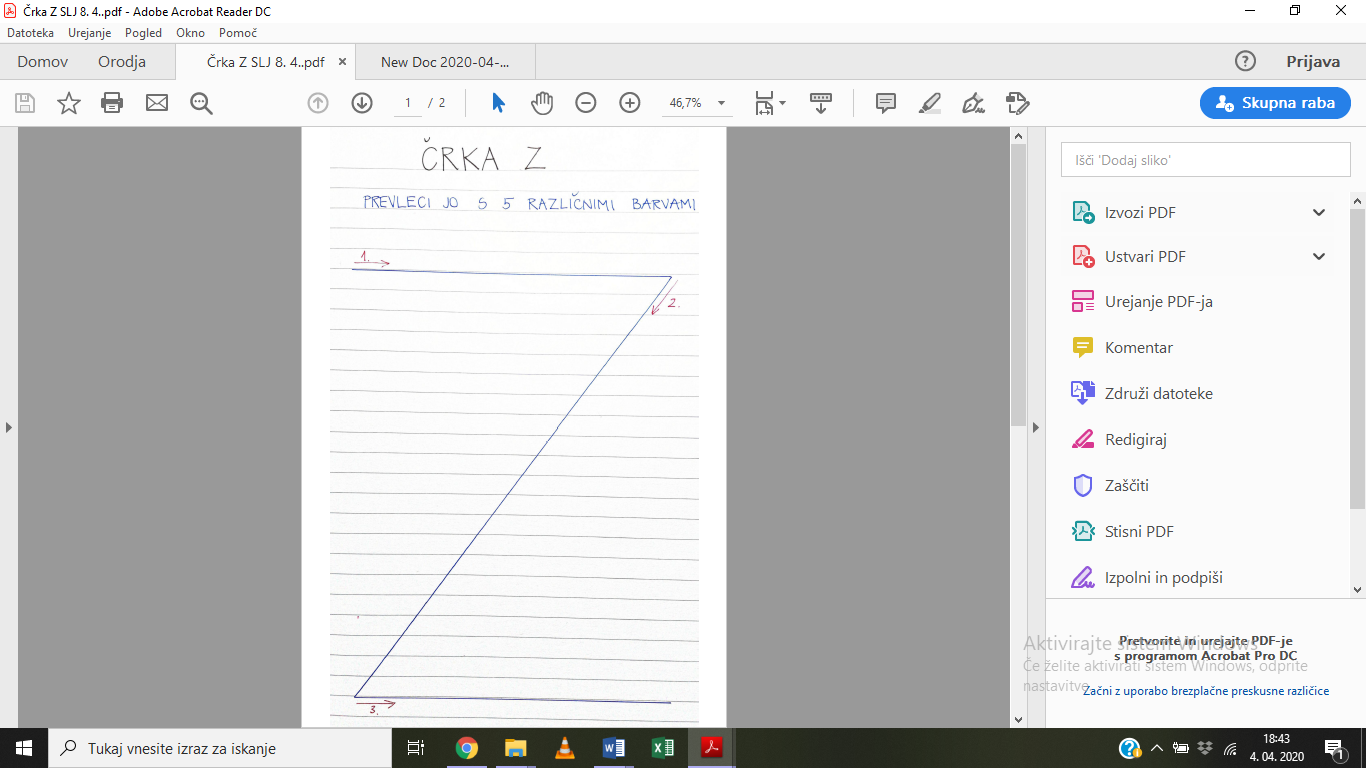 Črka Z SLJ 8. 4..pdf - Adobe Acrobat Reader DC
Datoteka Urejanje Pogled Okno Pomoč
Domov Orodja Črka Z SLJ 8. 4..pdf × New Doc 2020-04-... Prijava
1 / 2 46,7% Skupna raba
ČRKA Z
PREVLECI JO S 5 RAZLIČNIMI BARVAMI
1.
2.
3.
Išči 'Dodaj sliko'
Izvozi PDF
Ustvari PDF
Urejanje PDF-ja
Komentar
Združi datoteke
Redigiraj
Zaščiti
Stisni PDF
Izpolni in podpiši
Pretvorite in urejajte PDF-je
s programom Acrobat Pro DC
Začni z uporabo brezplačne preskusne različice
Aktivirajte sistem Windows
Če želite aktivirati sistem Windows, odprite
nastavitve.
Tukaj vnesite izraz za iskanje
18:43
4. 04. 2020
1